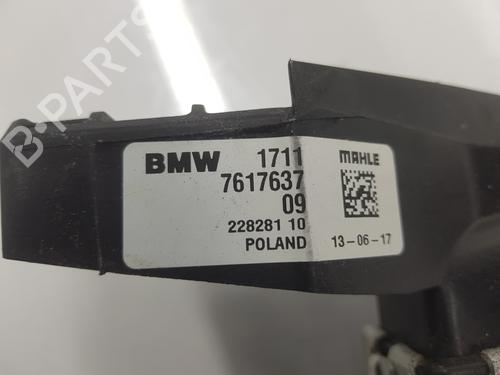 BMW 1711 MAHLE
7617637
09
228281 10
POLAND 13-06-17
B-PARTS